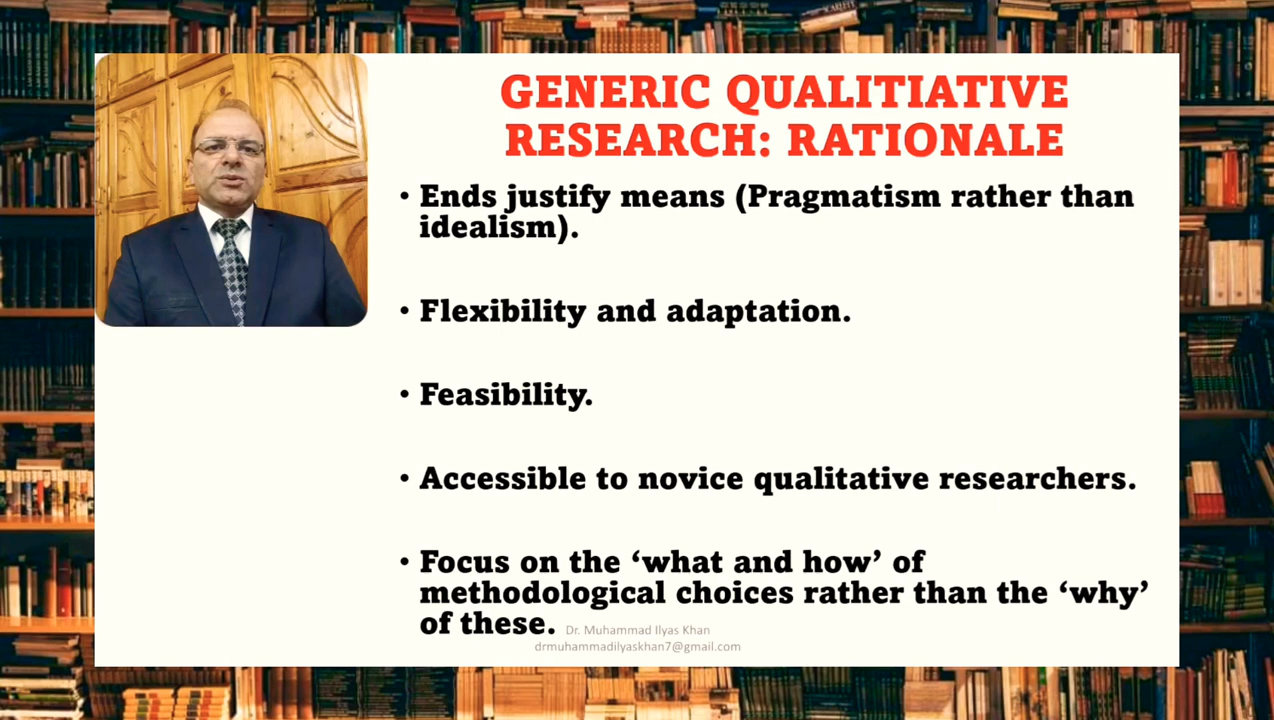 GENERIC QUALITIATIVE
RESEARCH: RATIONALE
• Ends justify means (Pragmatism rather than
idealism).
• Flexibility and adaptation.
• Feasibility.
• Accessible to novice qualitative researchers.
• Focus on the ‘what and how’ of
methodological choices rather than the ‘why’
of these.
Dr. Muhammad Ilyas Khan
drmuhammadilyaskhan7@gmail.com